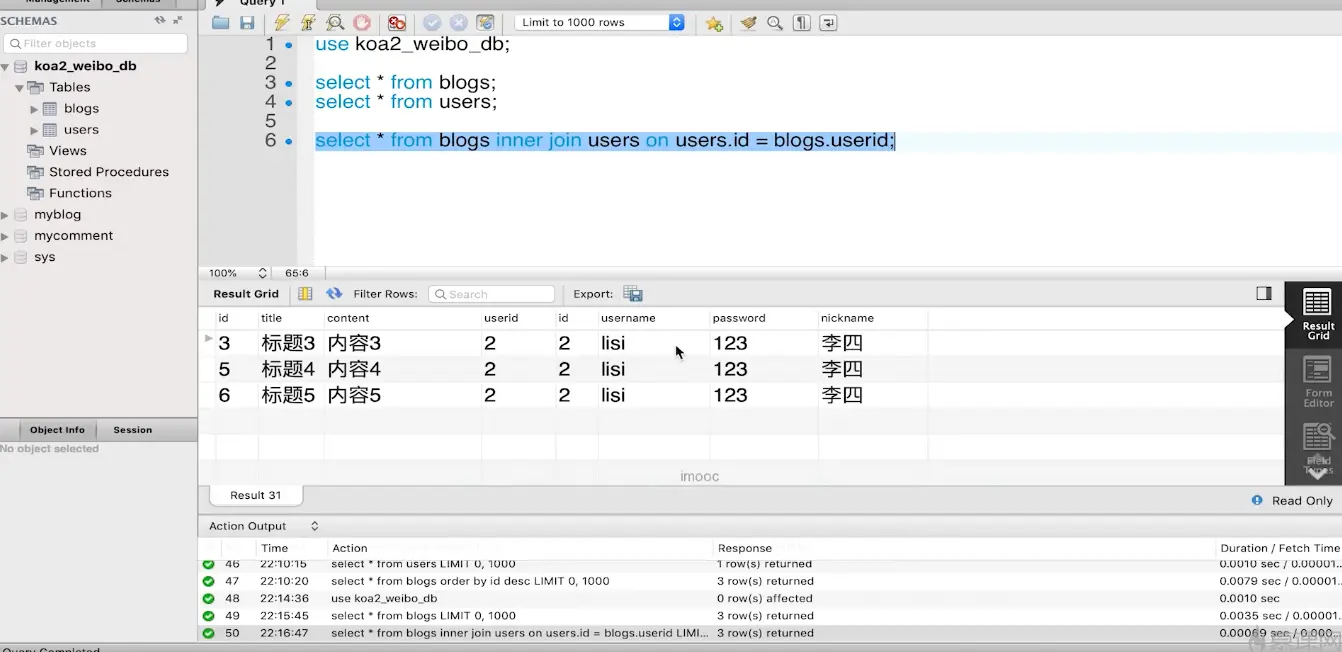 Management Schemas
Query 1
SCHEMAS
Limit to 1000 rows
Filter objects
koa2_weibo_db
Tables
blogs
users
Views
Stored Procedures
Functions
myblog
mycomment
sys
1 use koa2_weibo_db;
2
3 select * from blogs;
4 select * from users;
5
6 select * from blogs inner join users on users.id = blogs.userid;
100% 65:6
Result Grid Filter Rows: Search Export:
id title content userid id username password nickname
3 标题3 内容3 2 2 lisi 123 李四
5 标题4 内容4 2 2 lisi 123 李四
6 标题5 内容5 2 2 lisi 123 李四
Result
Grid
Form
Editor
Field
Types
imooc
Object Info Session
No object selected
Result 31
Read Only
Action Output
Time Action Response Duration / Fetch Time
46 22:10:15 select * from users LIMIT 0, 1000 1 row(s) returned 0.0010 sec / 0.00001...
47 22:10:20 select * from blogs order by id desc LIMIT 0, 1000 3 row(s) returned 0.0079 sec / 0.00001...
48 22:14:36 use koa2_weibo_db 0 row(s) affected 0.0010 sec
49 22:15:45 select * from blogs LIMIT 0, 1000 3 row(s) returned 0.0035 sec / 0.00001...
50 22:16:47 select * from blogs inner join users on users.id = blogs.userid LIMI... 3 row(s) returned 0.00069 sec / 0.000...
Query Completed
慕课网